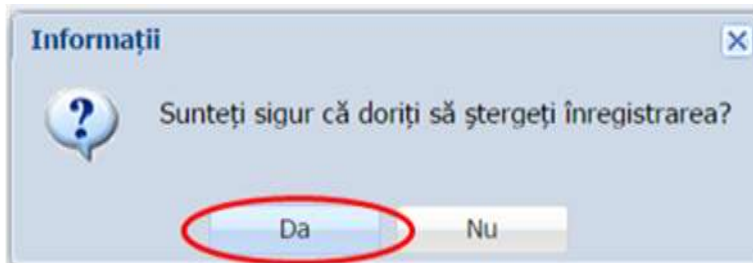 Informații
Sunteți sigur că doriți să ștergeți înregistrarea?
Da
Nu